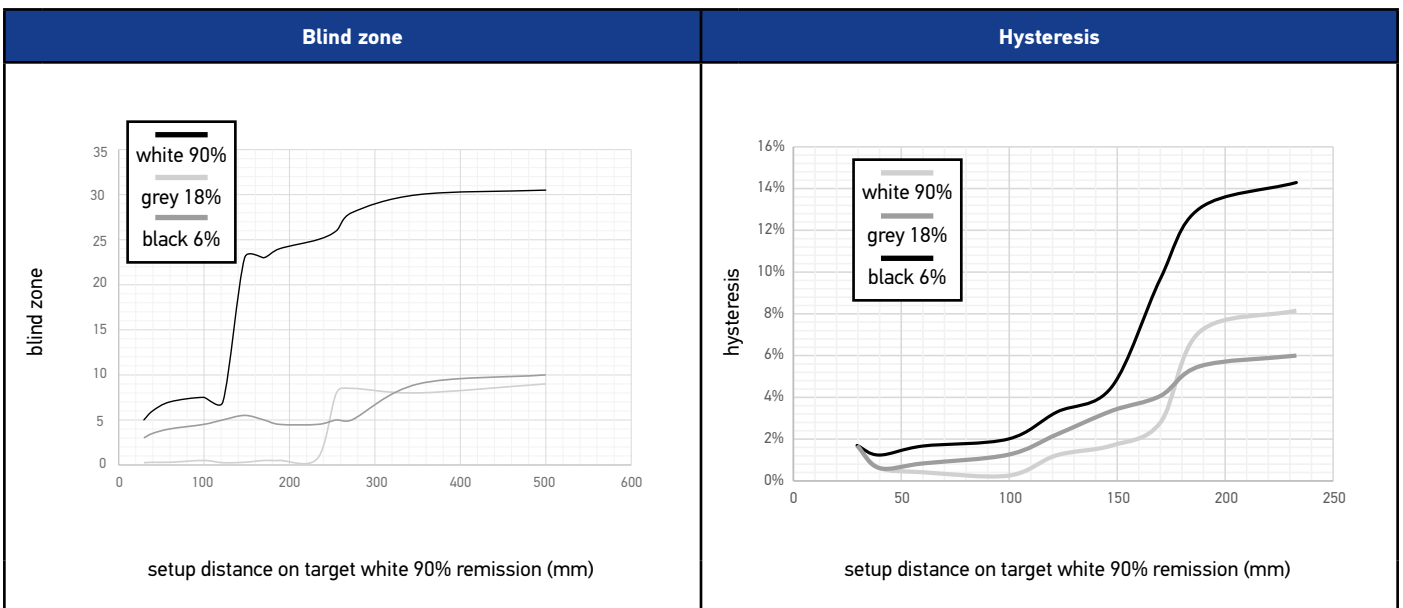 Blind zone
Hysteresis
white 90%
grey 18%
black 6%
35
30
25
20
15
10
5
0
0 100 200 300 400 500 600
blind zone
setup distance on target white 90% remission (mm)
white 90%
grey 18%
black 6%
16%
14%
12%
10%
8%
6%
4%
2%
0%
0 50 100 150 200 250
hysteresis
setup distance on target white 90% remission (mm)